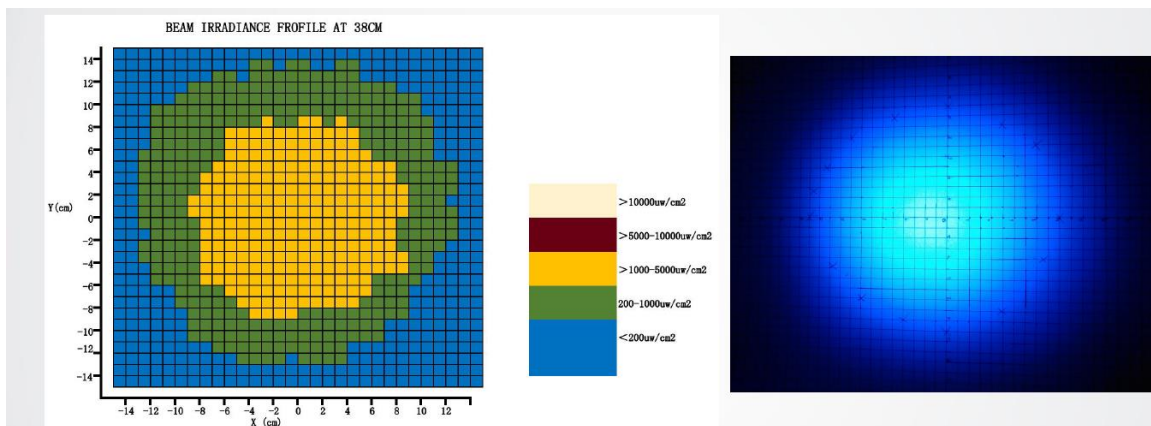 BEAM IRRADIANCE FROFILE AT 38CM
14
12
10
8
6
4
2
Y(cm)
0
-2
-4
-6
-8
-10
-12
-14
-14 -12 -10 -8 -6 -4 -2 0 2 4 6 8 10 12
X (cm)
>10000uw/cm2
>5000-10000uw/cm2
>1000-5000uw/cm2
200-1000uw/cm2
<200uw/cm2